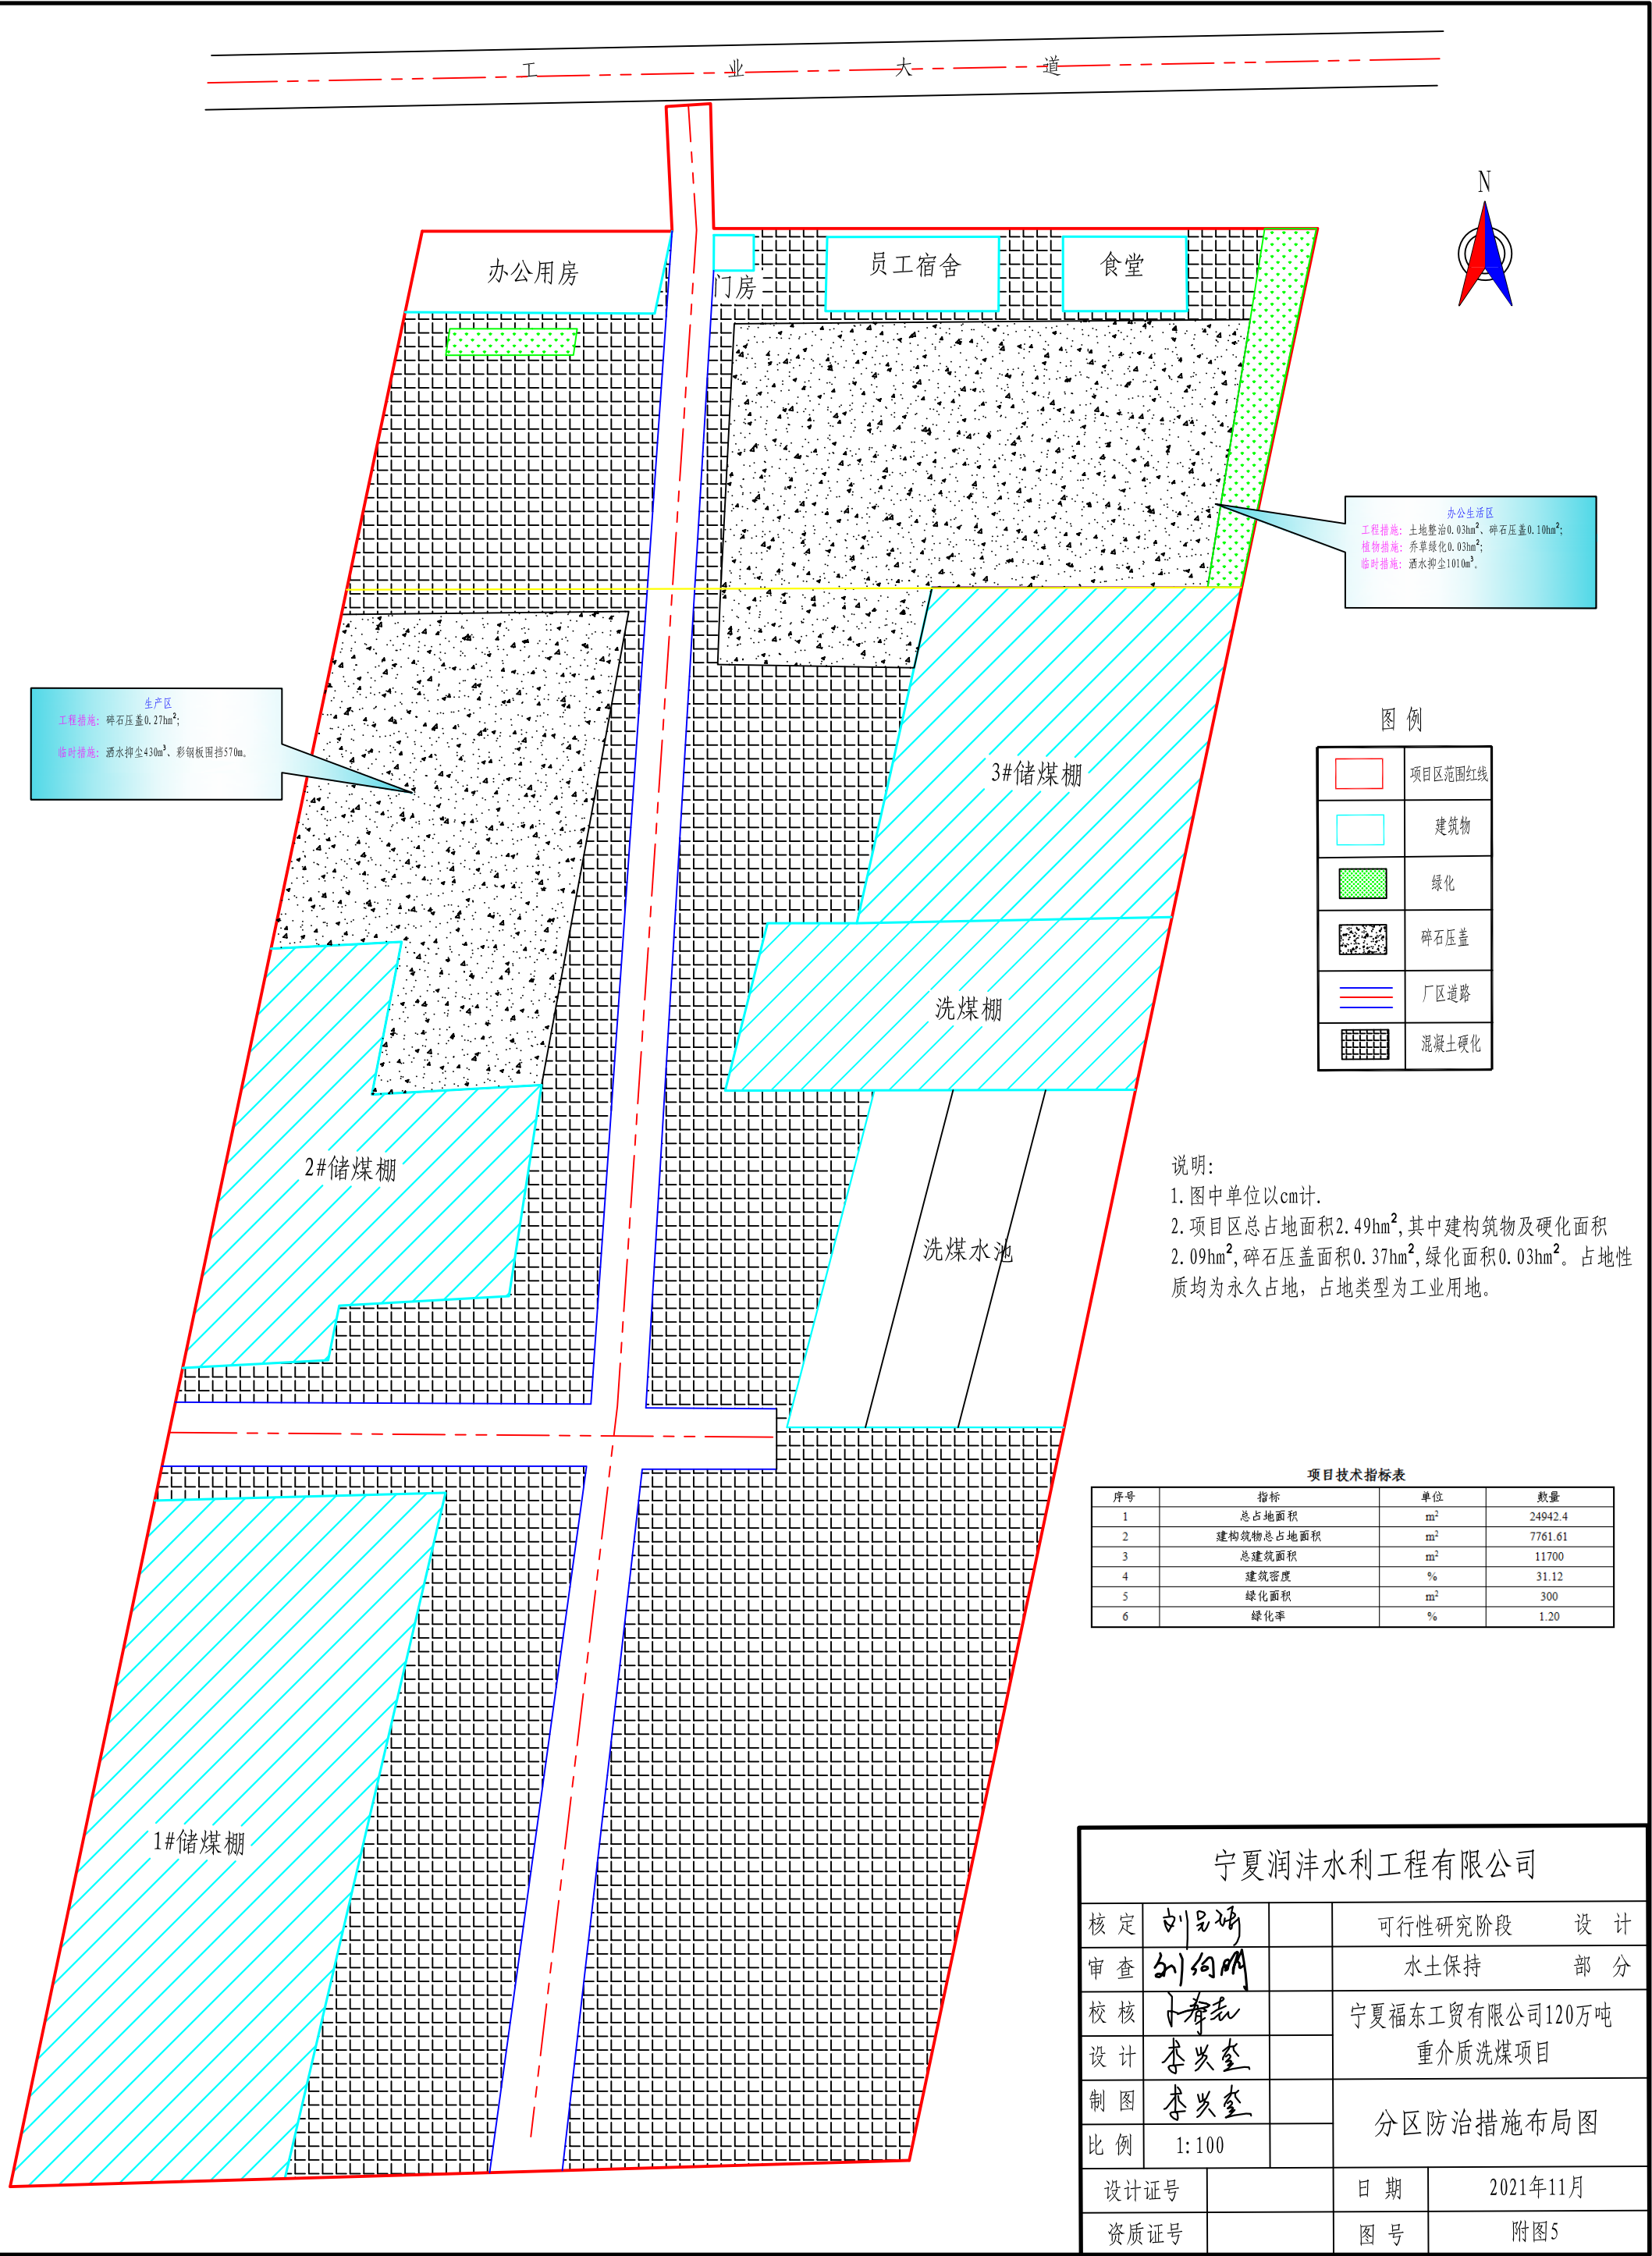 工业大道
N
办公用房
门房
员工宿舍
食堂
办公生活区
工程措施：土地整治0.03hm²、碎石压盖0.10hm²;
植物措施：乔草绿化0.03hm²;
临时措施：洒水抑尘1010m³。
生产区
工程措施：碎石压盖0.27hm²;
临时措施：洒水抑尘430m³、彩钢板围挡570m。
3#储煤棚
洗煤棚
2#储煤棚
洗煤水池
1#储煤棚
图例
项目区范围红线
建筑物
绿化
碎石压盖
厂区道路
混凝土硬化
说明:
1.图中单位以cm计.
2.项目区总占地面积2.49hm²,其中建构筑物及硬化面积
2.09hm²,碎石压盖面积0.37hm²,绿化面积0.03hm²。占地性
质均为永久占地，占地类型为工业用地。
项目技术指标表
序号 指标 单位 数量
1 总占地面积 m² 24942.4
2 建构筑物总占地面积 m² 7761.61
3 总建筑面积 m² 11700
4 建筑密度 % 31.12
5 绿化面积 m² 300
6 绿化率 % 1.20
宁夏润沣水利工程有限公司
核定 可行性研究阶段 设计
审查 水土保持 部分
校核 宁夏福东工贸有限公司120万吨
设计 李兴奎 重介质洗煤项目
制图 李兴奎 分区防治措施布局图
比例 1:100
设计证号 日期 2021年11月
资质证号 图号 附图5